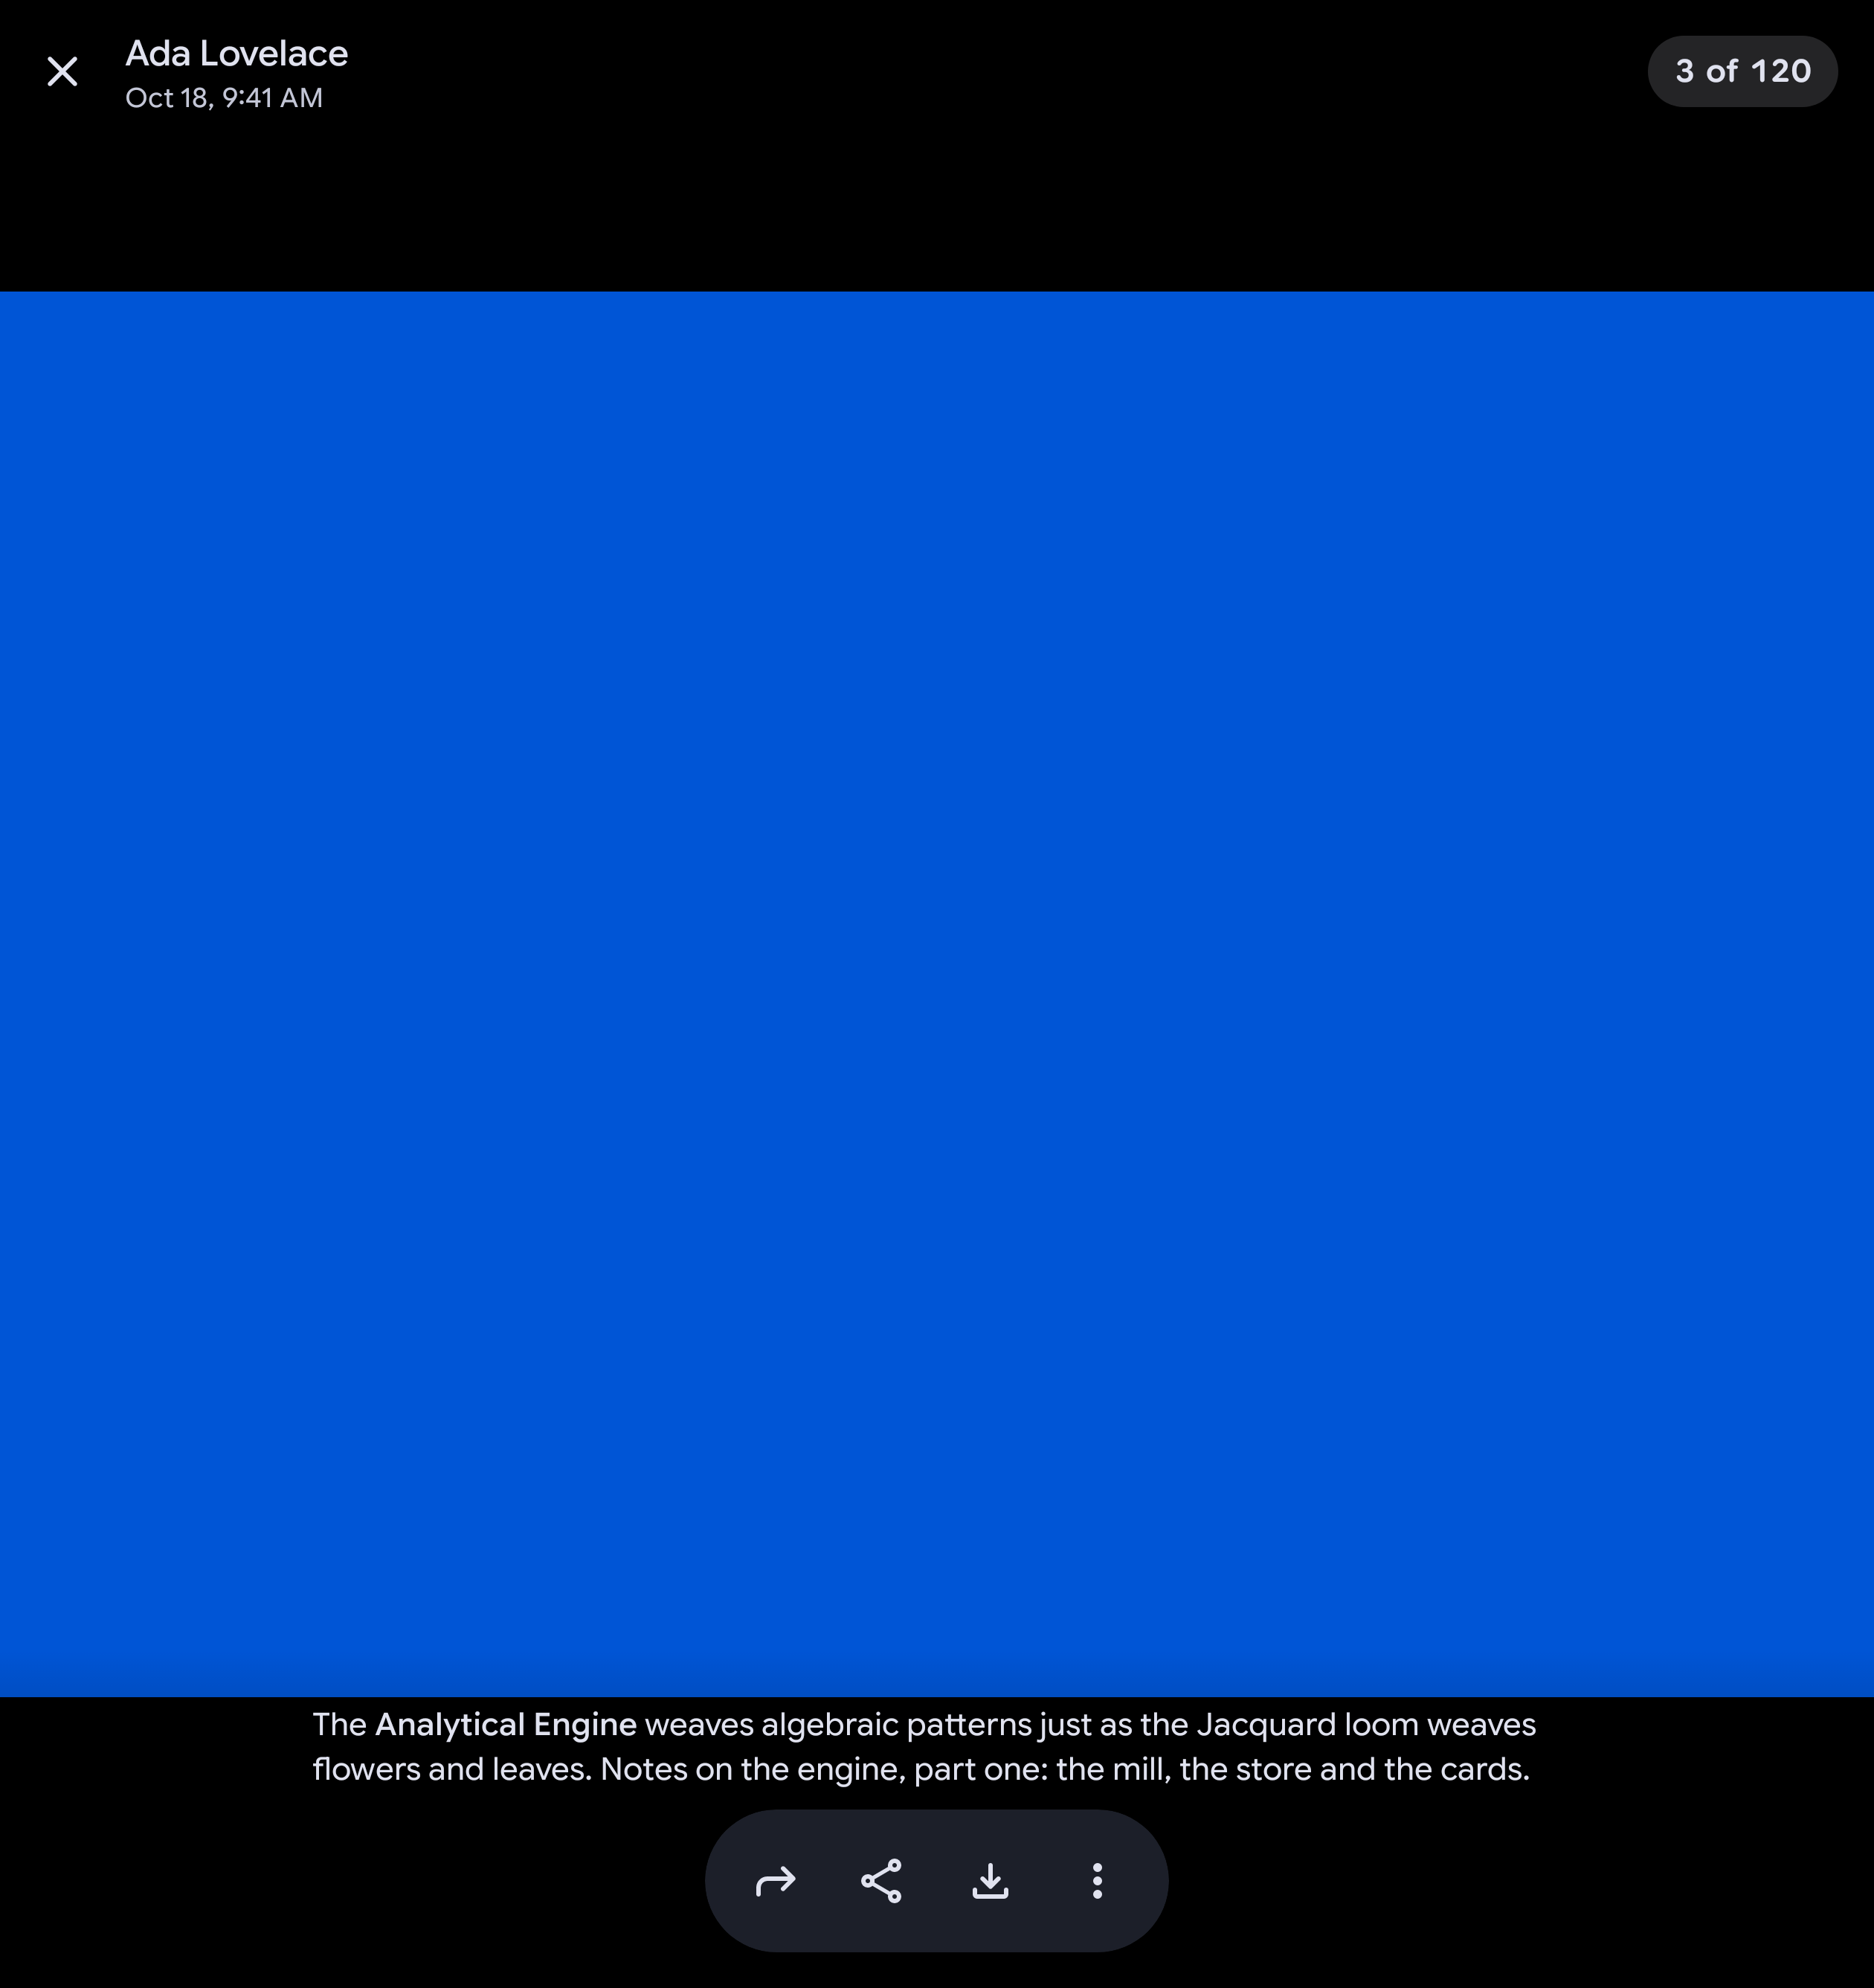 Ada Lovelace
Oct 18, 9:41 AM
3 of 120
The Analytical Engine weaves algebraic patterns just as the Jacquard loom weaves
flowers and leaves. Notes on the engine, part one: the mill, the store and the cards.